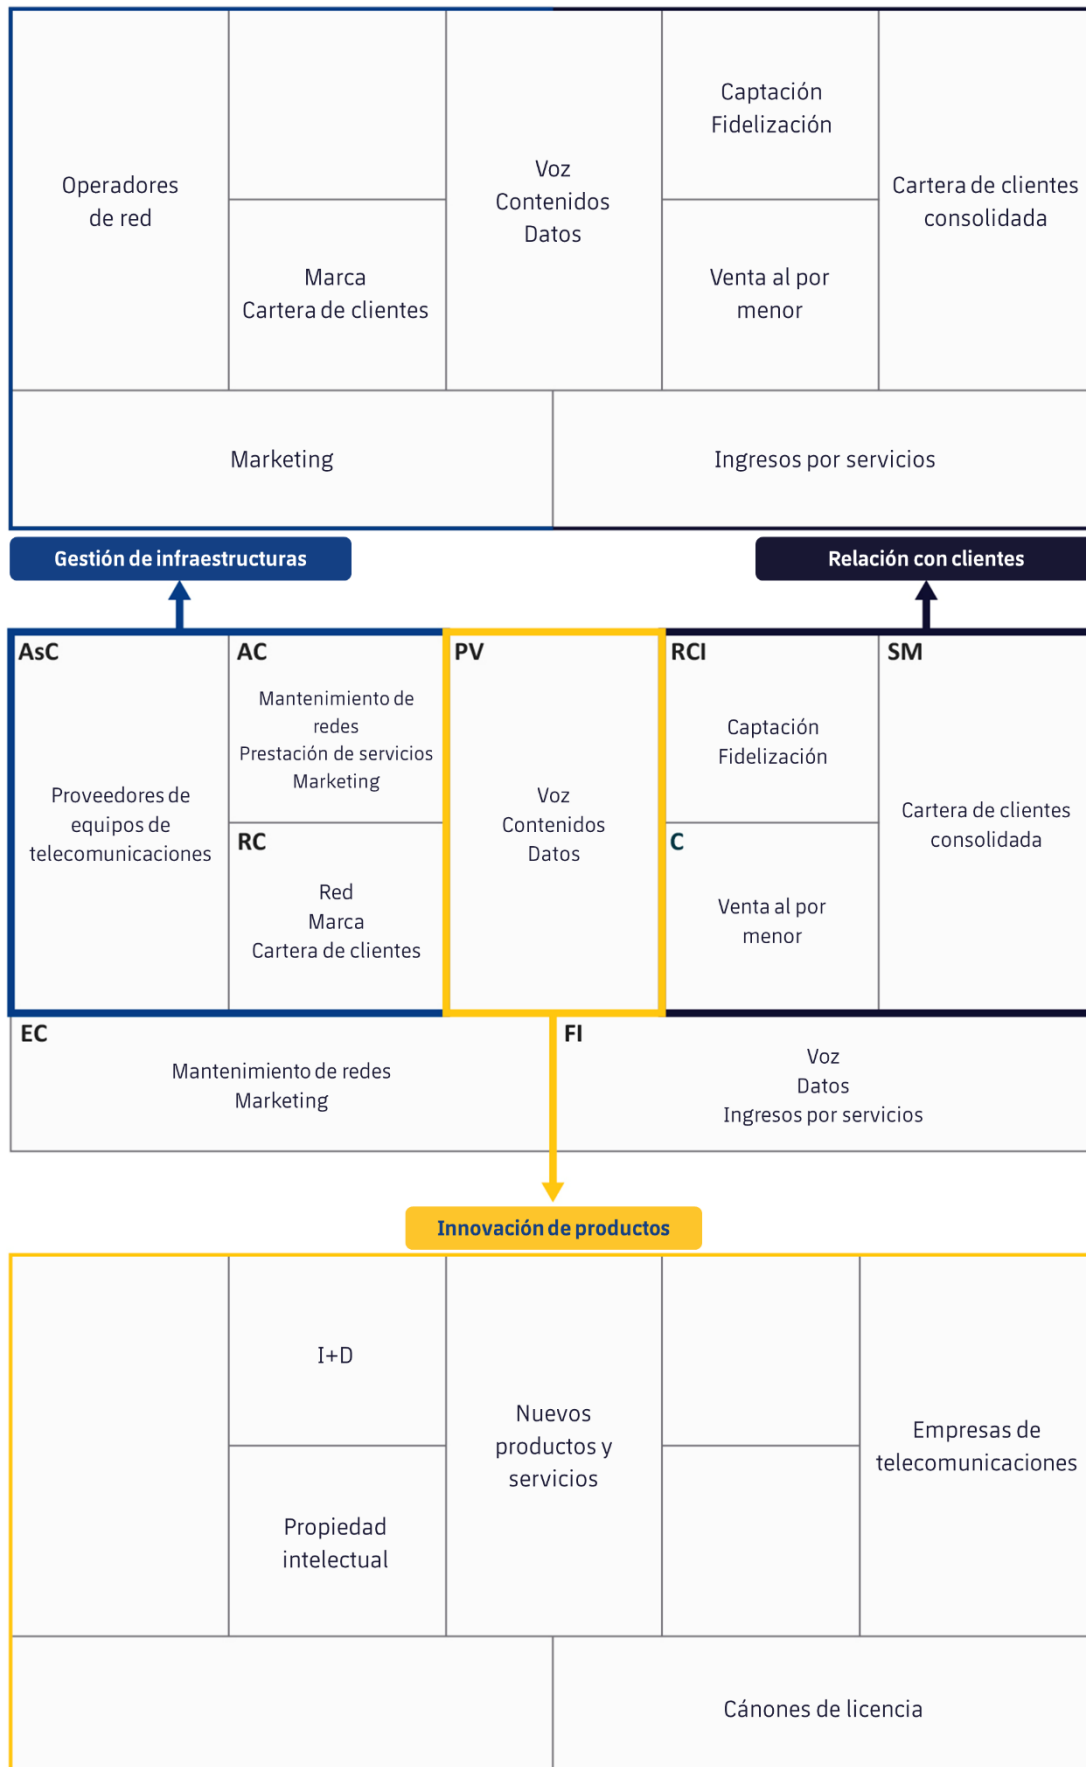 Operadores
de red
Marca
Cartera de clientes
Voz
Contenidos
Datos
Captación
Fidelización
Venta al por
menor
Cartera de clientes
consolidada
Marketing
Ingresos por servicios
Gestión de infraestructuras
Relación con clientes
AsC
Proveedores de
equipos de
telecomunicaciones
AC
Mantenimiento de
redes
Prestación de servicios
Marketing
RC
Red
Marca
Cartera de clientes
PV
Voz
Contenidos
Datos
RCI
Captación
Fidelización
C
Venta al por
menor
SM
Cartera de clientes
consolidada
EC
Mantenimiento de redes
Marketing
FI
Voz
Datos
Ingresos por servicios
Innovación de productos
I+D
Propiedad
intelectual
Nuevos
productos y
servicios
Empresas de
telecomunicaciones
Cánones de licencia